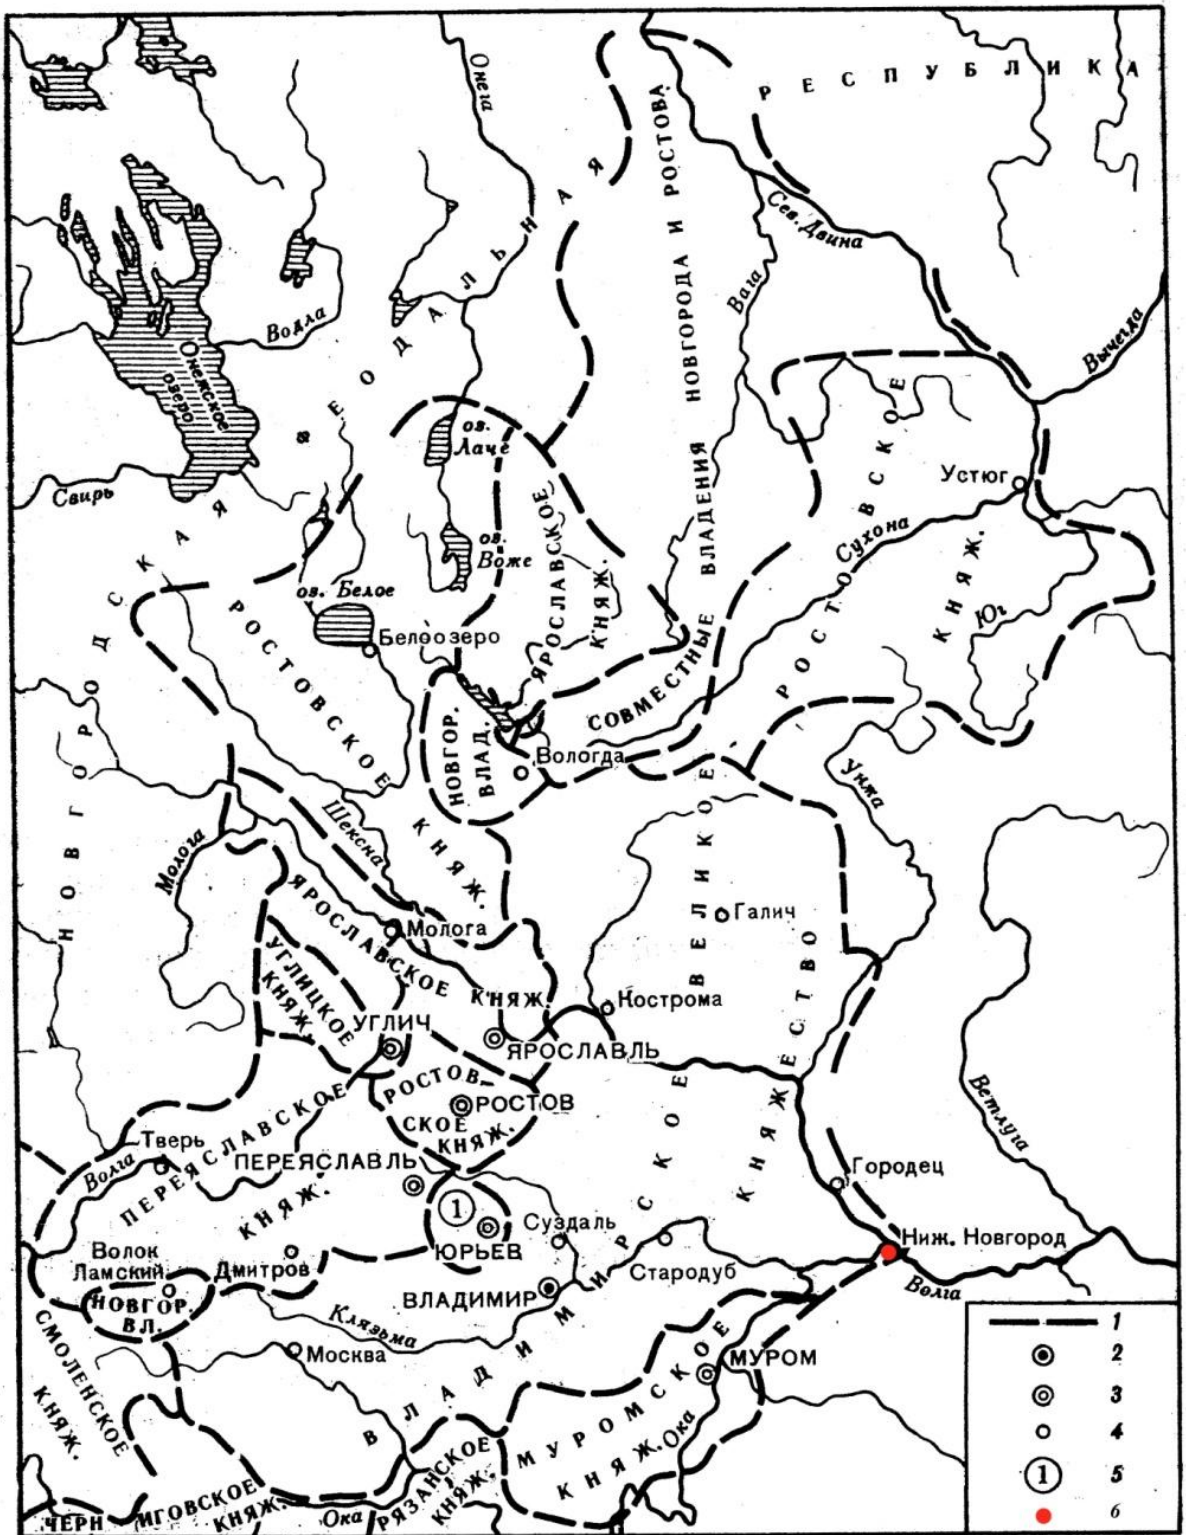 РЕСПУБЛИКА
Онега
СОВМЕСТНЫЕ ВЛАДЕНИЯ НОВГОРОДА И РОСТОВА
Сев. Двина
Вага
Вычегда
Водла
Онежское
озеро
НОВГОРОДСКАЯ ФЕОДАЛЬНАЯ
оз.
Лаче
Свирь
Устюг
Сухона
РОСТОВСКОЕ
КНЯЖ.
Юг
оз.
Воже
ЯРОСЛАВСКОЕ
КНЯЖ.
оз. Белое
Белоозеро
РОСТОВСКОЕ
КНЯЖ.
НОВГОР.
ВЛАД.
Вологда
Унжа
Шексна
Молога
ЯРОСЛАВСКОЕ
КНЯЖ.
Молога
Галич
УГЛИЦКОЕ
КНЯЖ.
Кострома
УГЛИЧ
ЯРОСЛАВЛЬ
РОСТОВ-
СКОЕ
КНЯЖ.
РОСТОВ
Ветлуга
ВЕЛИКОЕ
КНЯЖЕСТВО
ВЛАДИМИРСКОЕ
Тверь
Волга
ПЕРЕЯСЛАВСКОЕ
КНЯЖ.
ПЕРЕЯСЛАВЛЬ
Городец
1
ЮРЬЕВ
Суздаль
Ниж. Новгород
Волок
Ламский
Дмитров
Стародуб
Волга
НОВГОР.
ВЛ.
ВЛАДИМИР
Клязьма
Москва
МУРОМ
СМОЛЕНСКОЕ
КНЯЖ.
МУРОМСКОЕ
КНЯЖ.
Ока
РЯЗАНСКОЕ
КНЯЖ.
ЧЕРНИГОВСКОЕ
КНЯЖ.
Ока
1
2
3
4
1 5
6